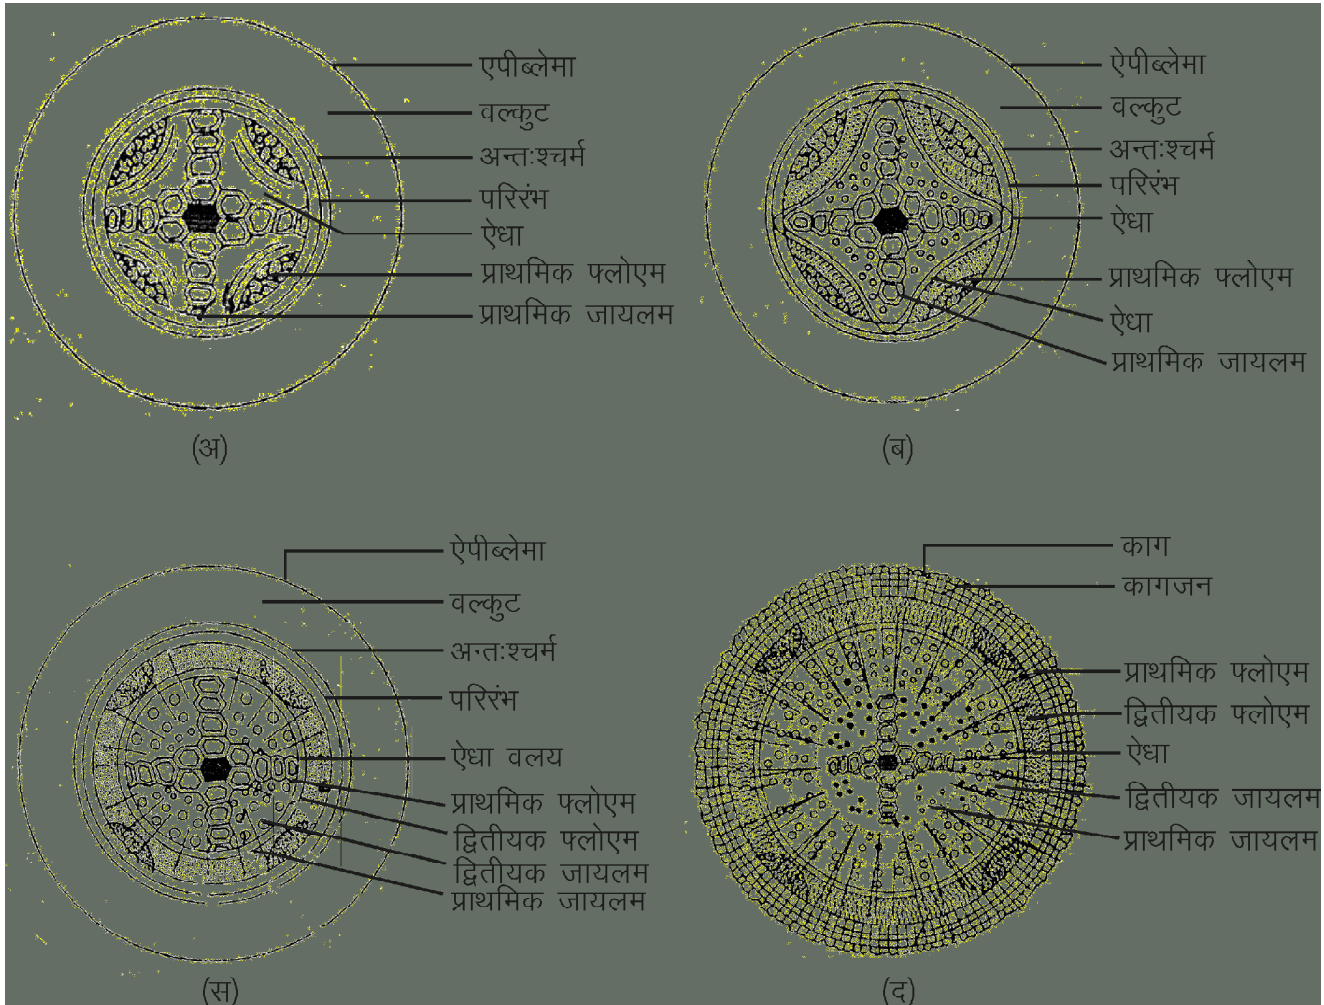 एपीब्लेमा
वल्कुट
अन्तःश्चर्म
परिरंभ
ऐधा
प्राथमिक फ्लोएम
प्राथमिक जायलम
(अ)
ऐपीब्लेमा
वल्कुट
अन्तःश्चर्म
परिरंभ
ऐधा
प्राथमिक फ्लोएम
ऐधा
प्राथमिक जायलम
(ब)
ऐपीब्लेमा
वल्कुट
अन्तःश्चर्म
परिरंभ
ऐधा वलय
प्राथमिक फ्लोएम
द्वितीयक फ्लोएम
द्वितीयक जायलम
प्राथमिक जायलम
(स)
काग
कागजन
प्राथमिक फ्लोएम
द्वितीयक फ्लोएम
ऐधा
द्वितीयक जायलम
प्राथमिक जायलम
(द)